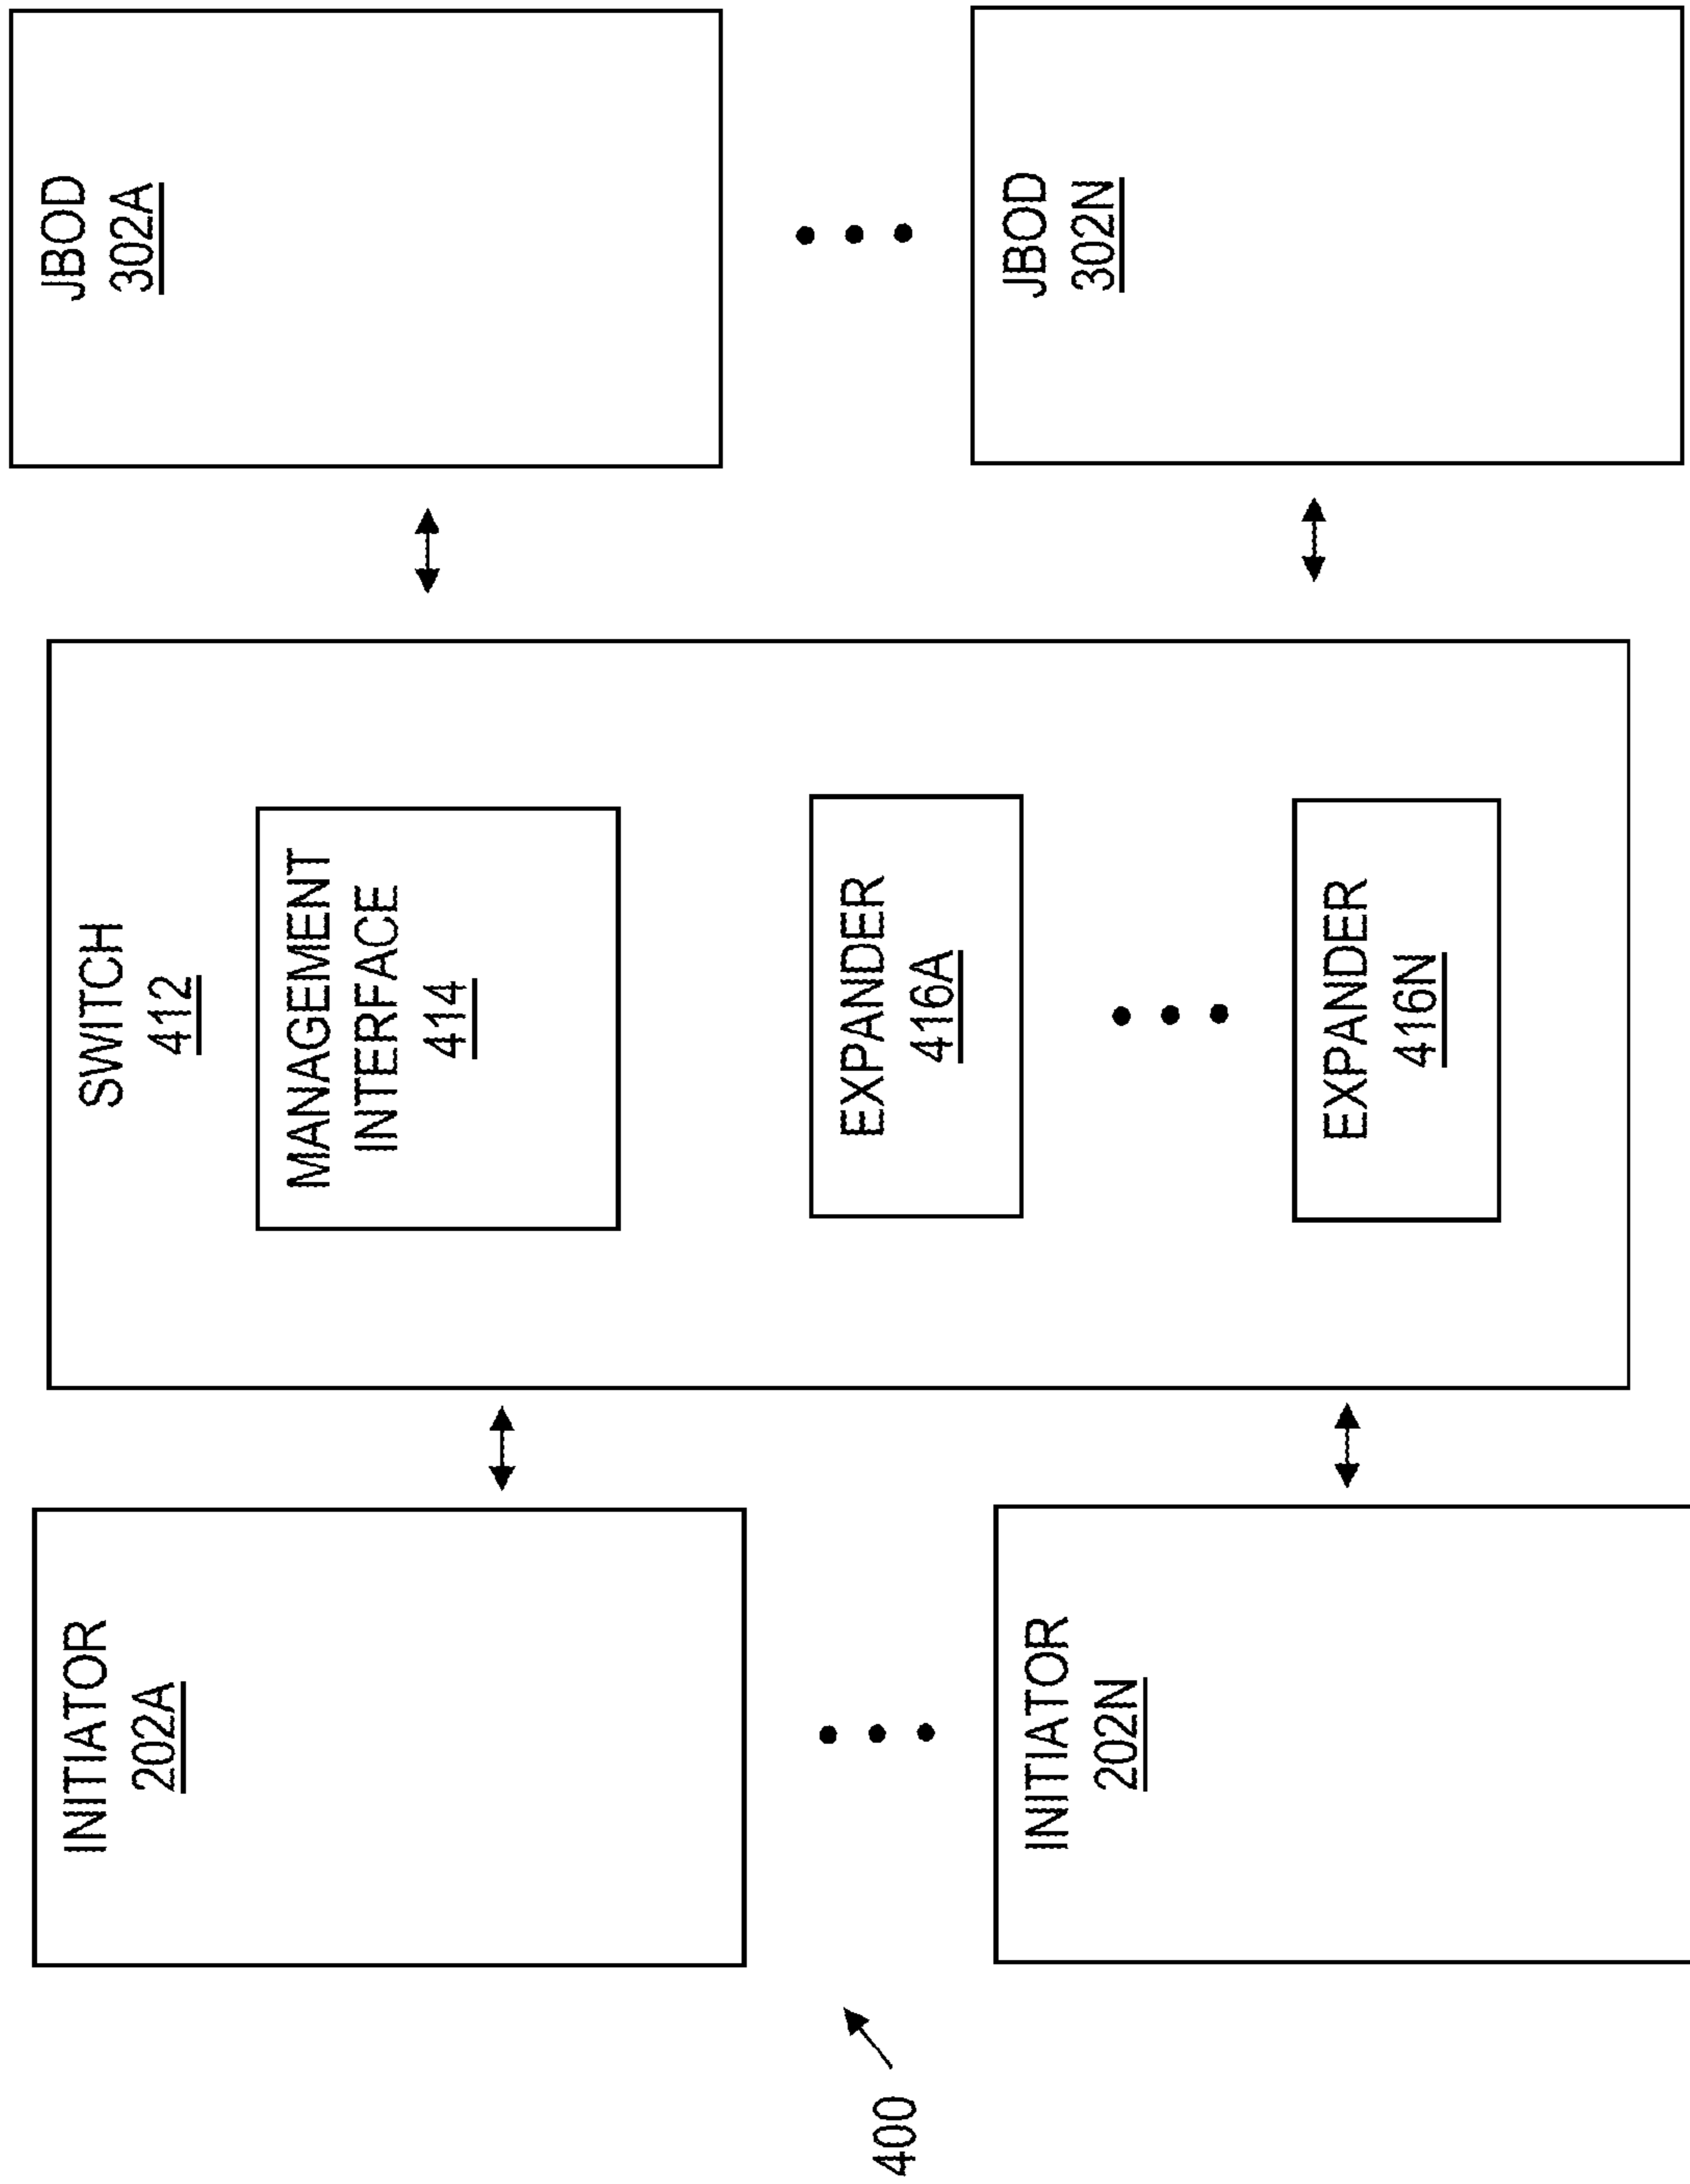 INITIATOR
202A
INITIATOR
202N
SWITCH
412
MANAGEMENT
INTERFACE
414
EXPANDER
416A
EXPANDER
416N
JBOD
302A
JBOD
302N
400